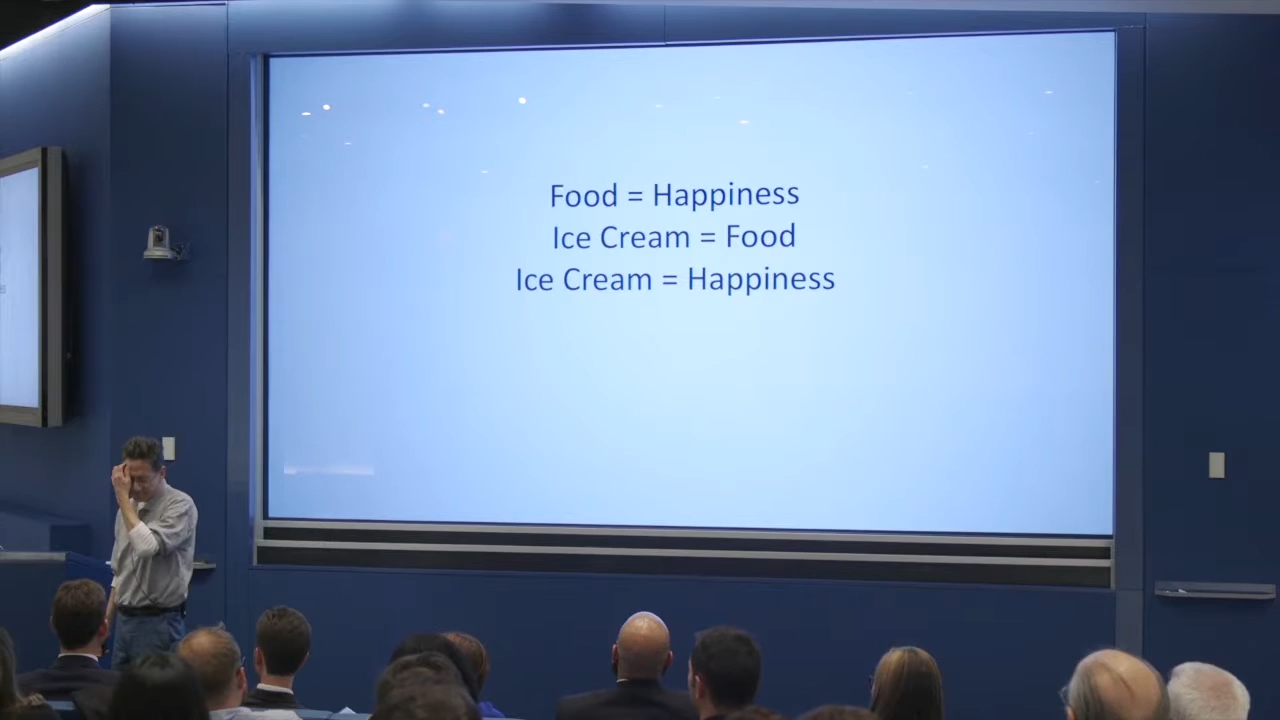 Food = Happiness
Ice Cream = Food
Ice Cream = Happiness